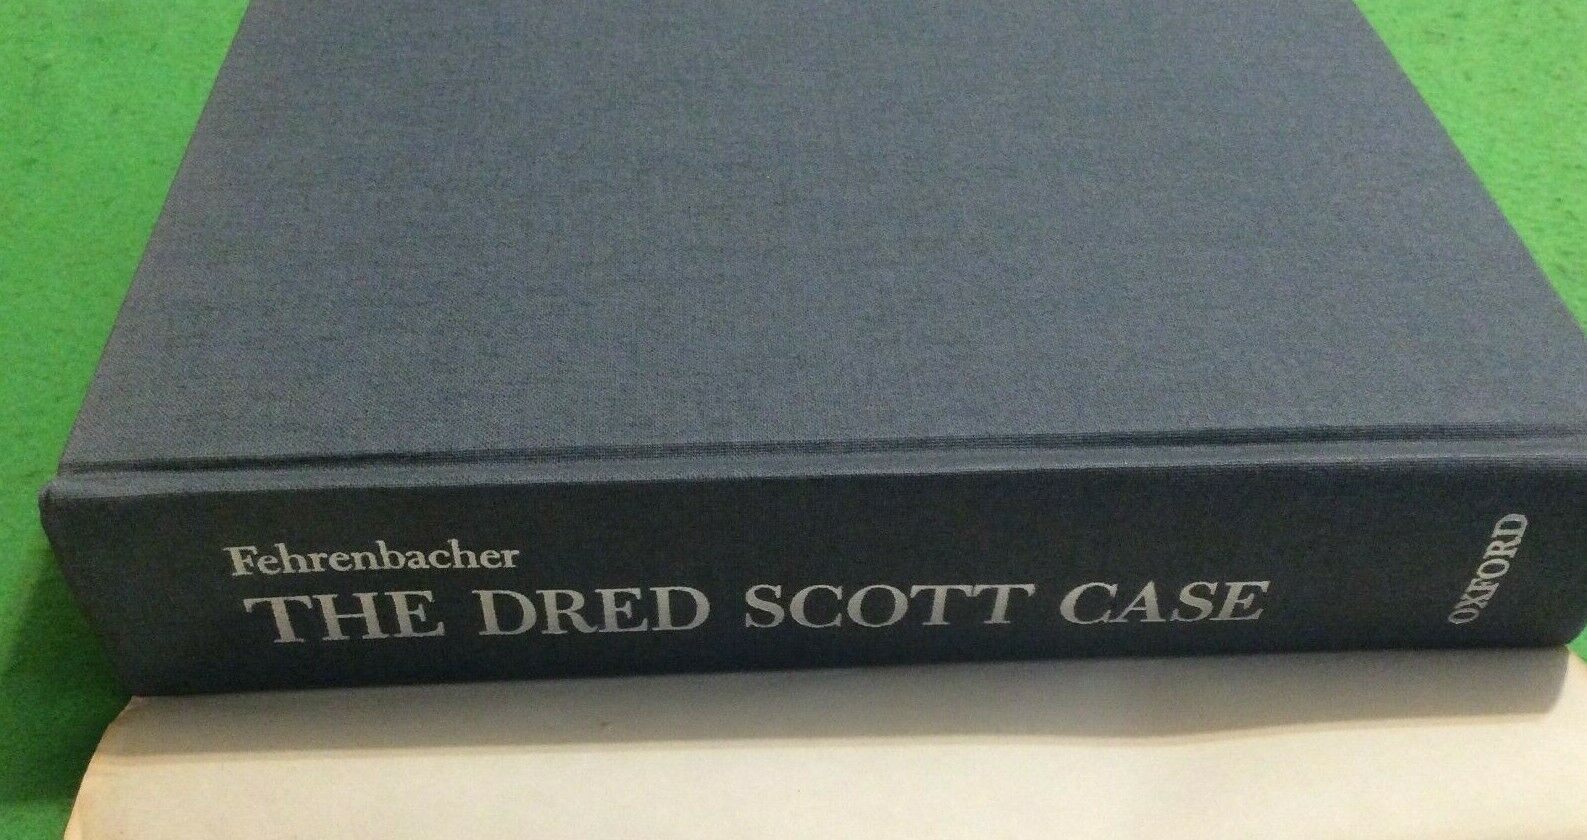 Fehrenbacher
THE DRED SCOTT CASE
OXFORD